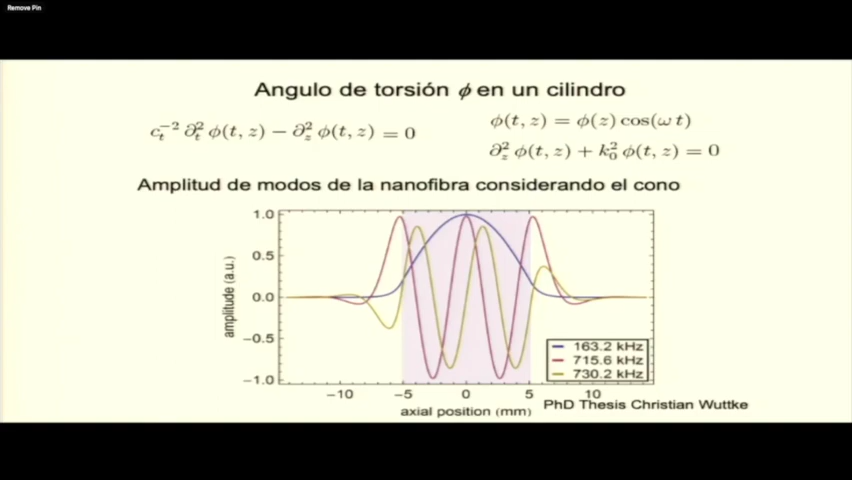 Remove Pin
Angulo de torsión ϕ en un cilindro
c_t^{-2} ∂_t^2 ϕ(t, z) − ∂_z^2 ϕ(t, z) = 0
ϕ(t, z) = ϕ(z) cos(ω t)
∂_z^2 ϕ(t, z) + k_0^2 ϕ(t, z) = 0
Amplitud de modos de la nanofibra considerando el cono
amplitude (a.u.)
1.0
0.5
0.0
−0.5
−1.0
163.2 kHz
715.6 kHz
730.2 kHz
−10 −5 0 5 10
axial position (mm)
PhD Thesis Christian Wuttke